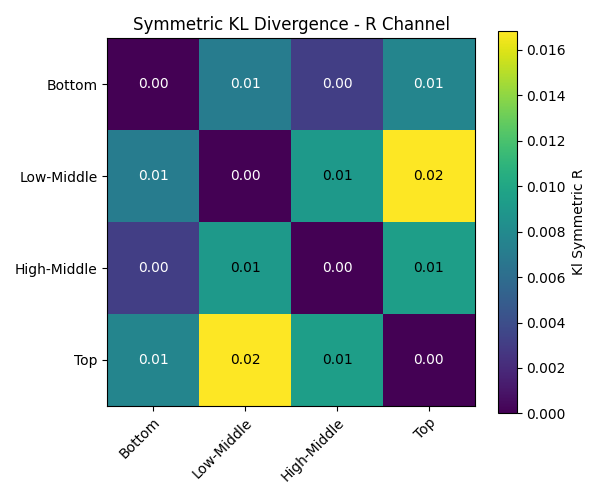 Symmetric KL Divergence - R Channel
Bottom 0.00 0.01 0.00 0.01
Low-Middle 0.01 0.00 0.01 0.02
High-Middle 0.00 0.01 0.00 0.01
Top 0.01 0.02 0.01 0.00
Bottom Low-Middle High-Middle Top
0.016
0.014
0.012
0.010
0.008
0.006
0.004
0.002
0.000
Kl Symmetric R